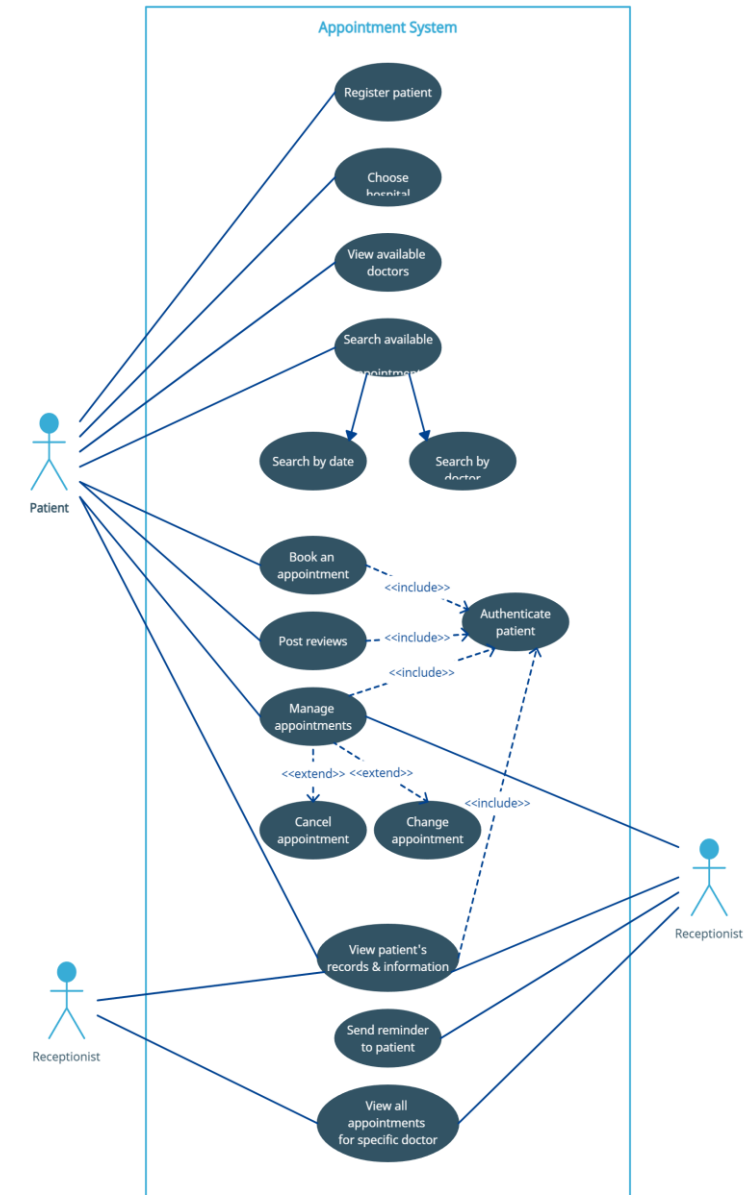 Appointment System
Register patient
Choose
hospital
View available
doctors
Search available
Search by date
Search by
doctor
Patient
Book an
appointment
<<include>>
Authenticate
patient
Post reviews
<<include>>
<<include>>
Manage
appointments
<<extend>>
<<extend>>
<<include>>
Cancel
appointment
Change
appointment
Receptionist
View patient's
records & information
Receptionist
Send reminder
to patient
View all
appointments
for specific doctor